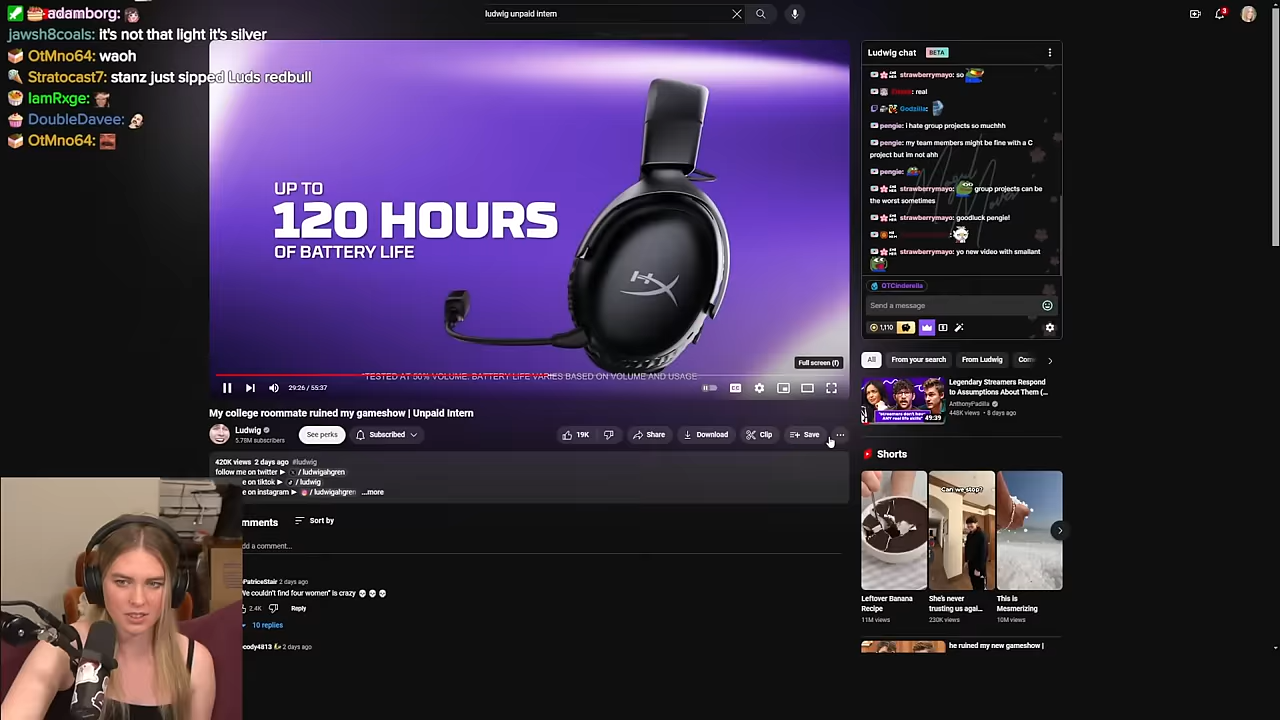 adamborg:
jawsh8coals: it's not that light it's silver
OtMno64: waoh
Stratocast7: stanz just sipped Luds redbull
IamRxge:
DoubleDavee:
OtMno64:
ludwig unpaid intern
3
UP TO
120 HOURS
OF BATTERY LIFE
Full screen (f)
TESTED AT 50% VOLUME. BATTERY LIFE VARIES BASED ON VOLUME AND USAGE.
29:26 / 55:37
My college roommate ruined my gameshow | Unpaid Intern
Ludwig
5.78M subscribers
See perks
Subscribed
19K
Share
Download
Clip
Save
420K views 2 days ago #ludwig
follow me on twitter ▶ / ludwigahgren
e on tiktok ▶ / ludwig
e on instagram ▶ / ludwigahgren ...more
mments
Sort by
dd a comment...
PatriceStair 2 days ago
e couldn't find four women" is crazy 💀 💀 💀
2.4K
Reply
10 replies
cody4813 2 days ago
Ludwig chat
BETA
strawberrymayo: so
: real
Godzilla:
pengie: i hate group projects so muchhh
pengie: my team members might be fine with a C
project but im not ahh
pengie:
strawberrymayo: group projects can be
the worst sometimes
strawberrymayo: goodluck pengie!
strawberrymayo: yo new video with smallant
QTCinderella
Send a message
1,110
All
From your search
From Ludwig
Com
Legendary Streamers Respond
to Assumptions About Them (...
AnthonyPadilla
448K views • 8 days ago
49:39
Shorts
Can we stop?
Leftover Banana
Recipe
11M views
She's never
trusting us agai...
230K views
This is
Mesmerizing
10M views
he ruined my new gameshow |